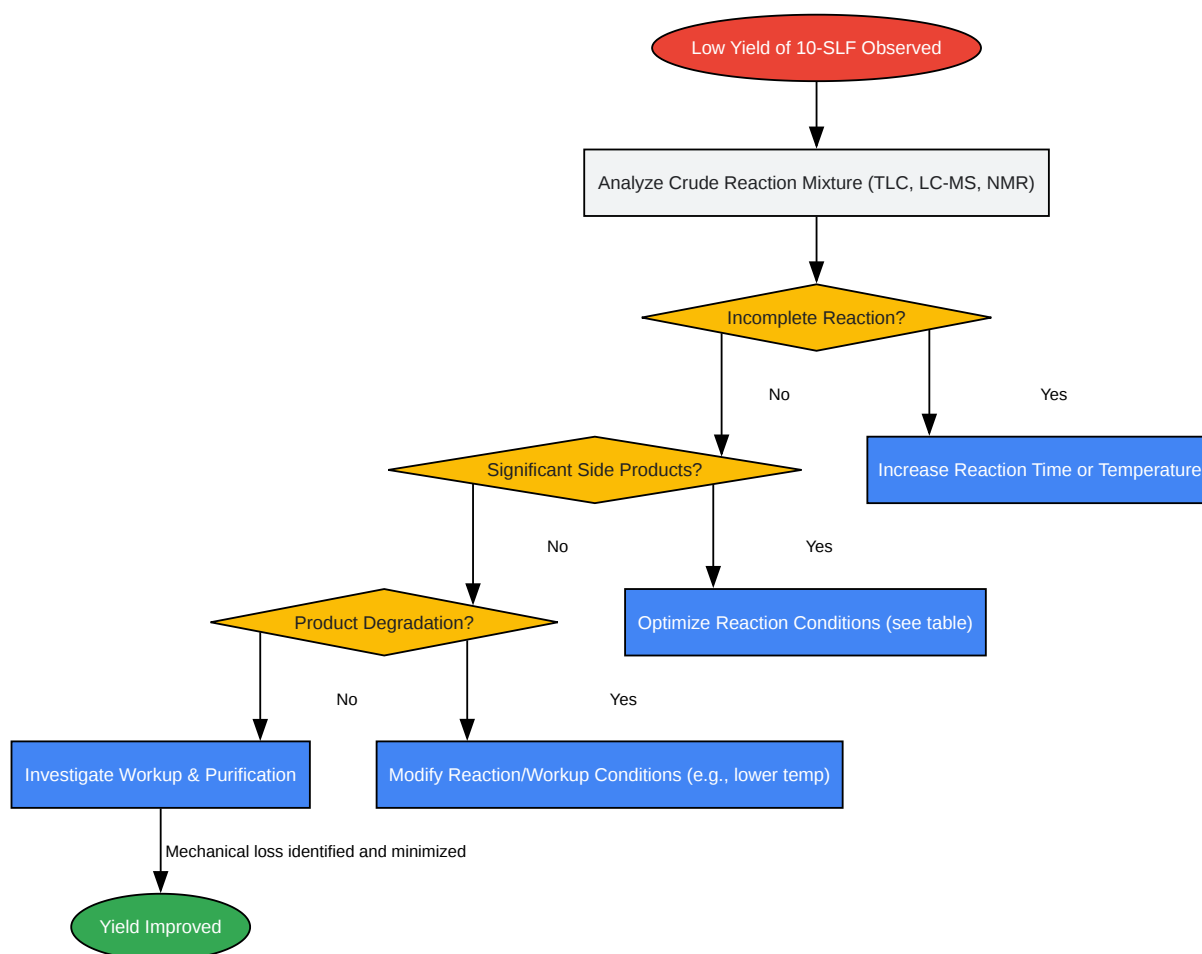 Low Yield of 10-SLF Observed
Analyze Crude Reaction Mixture (TLC, LC-MS, NMR)
Incomplete Reaction?
No
Yes
Significant Side Products?
Increase Reaction Time or Temperature
No
Yes
Product Degradation?
Optimize Reaction Conditions (see table)
No
Yes
Investigate Workup & Purification
Modify Reaction/Workup Conditions (e.g., lower temp)
Mechanical loss identified and minimized
Yield Improved